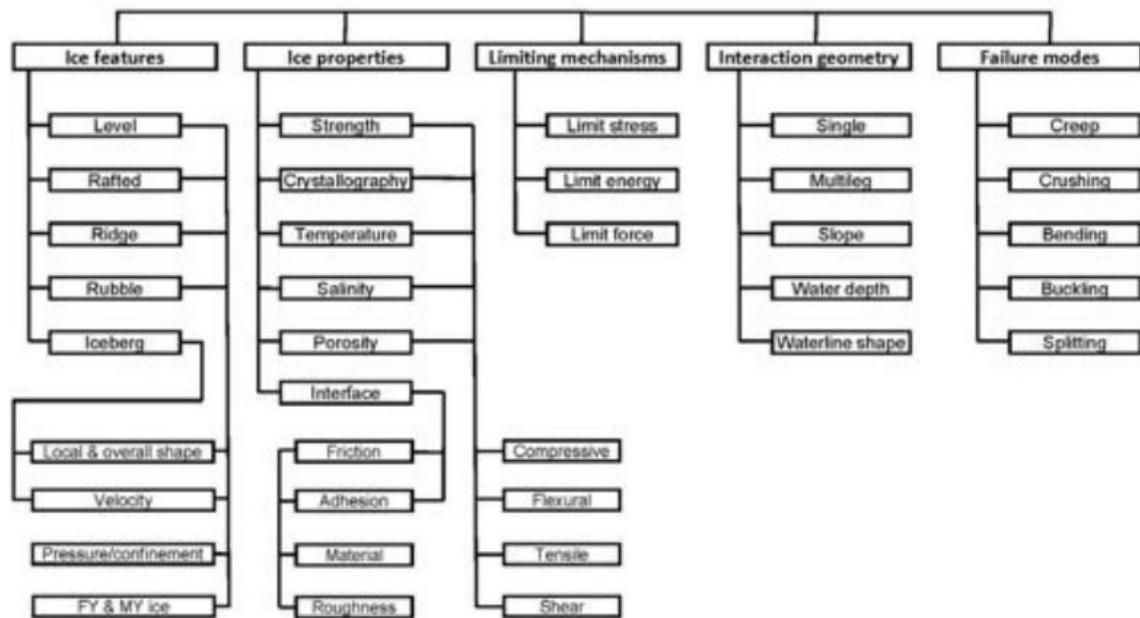 Ice features
Ice properties
Limiting mechanisms
Interaction geometry
Failure modes
Level
Strength
Limit stress
Single
Creep
Rafted
Crystallography
Limit energy
Multileg
Crushing
Ridge
Temperature
Limit force
Slope
Bending
Rubble
Salinity
Water depth
Buckling
Iceberg
Porosity
Waterline shape
Splitting
Interface
Local & overall shape
Friction
Compressive
Velocity
Adhesion
Flexural
Pressure/confinement
Material
Tensile
FY & MY ice
Roughness
Shear